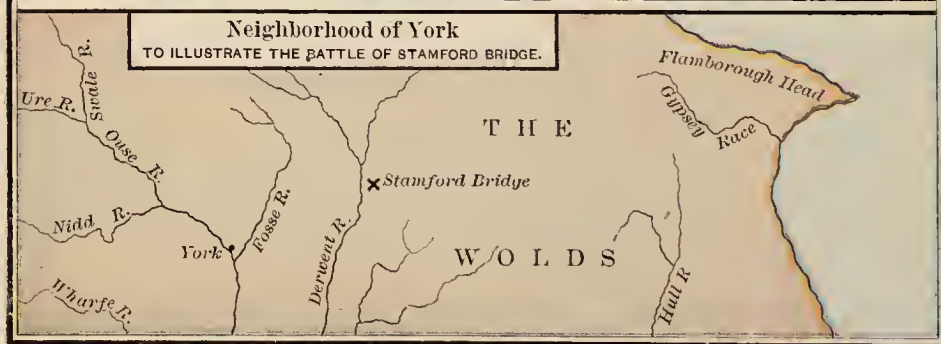 Neighborhood of York
TO ILLUSTRATE THE BATTLE OF STAMFORD BRIDGE.
Swale R.
Ure R.
Ouse R.
Nidd R.
Wharfe R.
York
Fosse R.
Derwent R.
Stamford Bridge
THE
WOLDS
Flamborough Head
Gypsey Race
Hull R